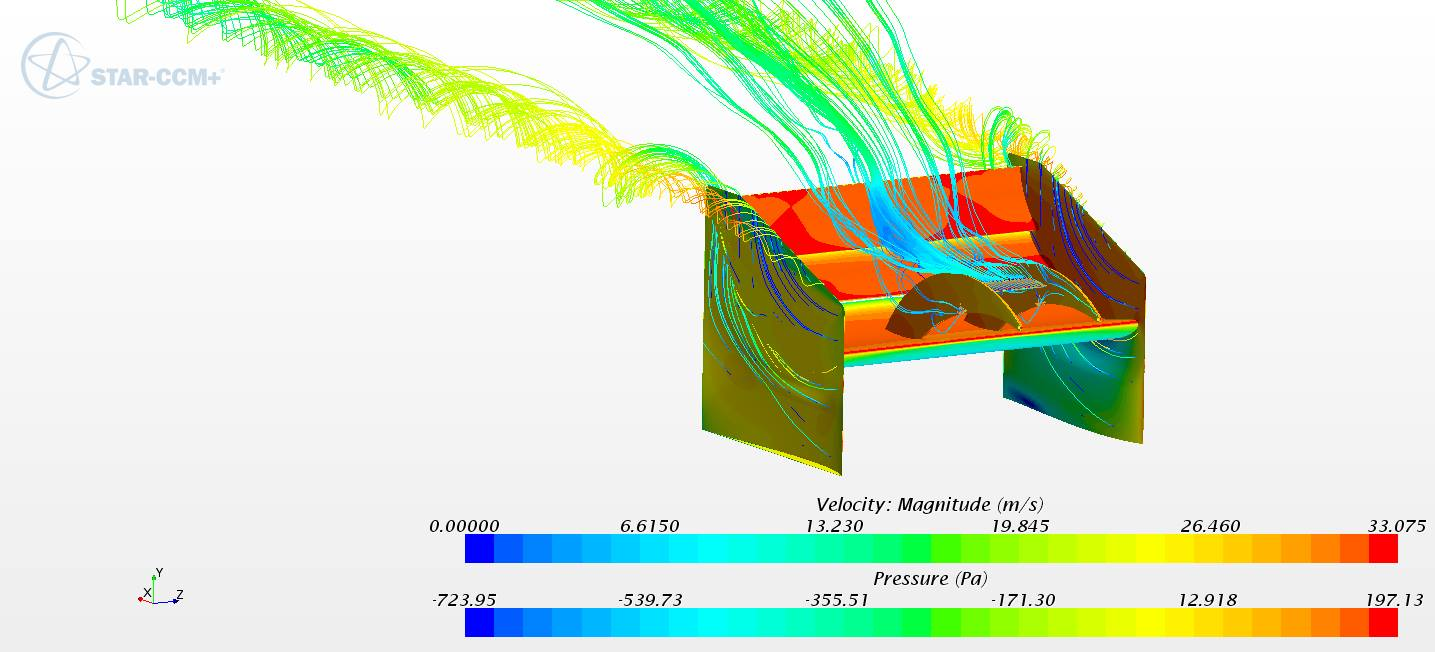 STAR-CCM+
Velocity: Magnitude (m/s)
0.00000 6.6150 13.230 19.845 26.460 33.075
Pressure (Pa)
-723.95 -539.73 -355.51 -171.30 12.918 197.13
Y
X Z